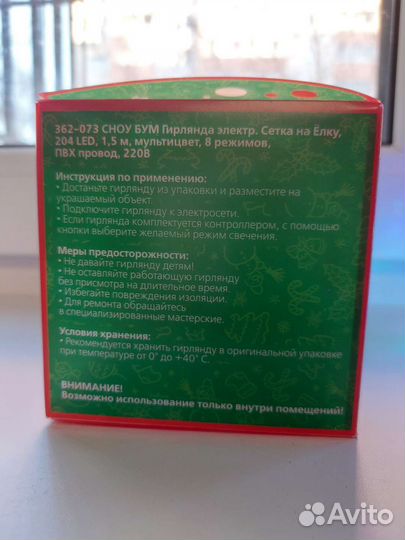 362-073 СНОУ БУМ Гирлянда электр. Сетка на Ёлку,
204 LED, 1,5 м, мультицвет, 8 режимов,
ПВХ провод, 220В
Инструкция по применению:
• Достаньте гирлянду из упаковки и разместите на
украшаемый объект.
• Подключите гирлянду к электросети.
• Если гирлянда комплектуется контроллером, с помощью
кнопки выберите желаемый режим свечения.
Меры предосторожности:
• Не давайте гирлянду детям!
• Не оставляйте работающую гирлянду
без присмотра на длительное время.
• Избегайте повреждения изоляции.
• Для ремонта обращайтесь
в специализированные мастерские.
Условия хранения:
• Рекомендуется хранить гирлянду в оригинальной упаковке
при температуре от 0° до +40° С.
ВНИМАНИЕ!
Возможно использование только внутри помещений!
Avito